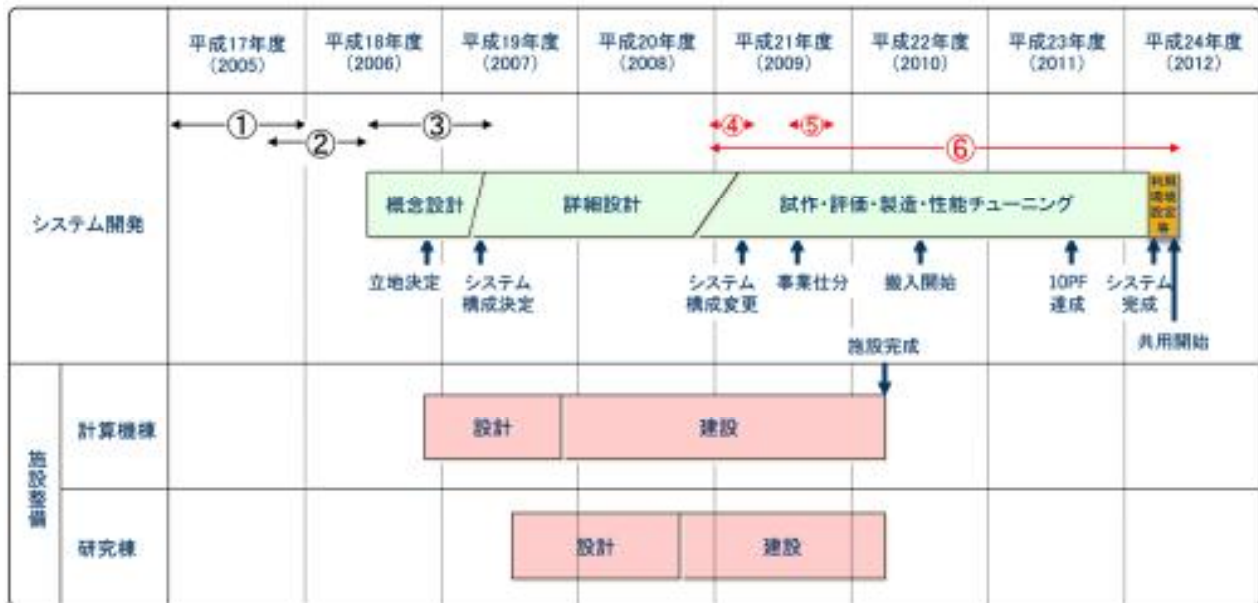 平成17年度
(2005)
平成18年度
(2006)
平成19年度
(2007)
平成20年度
(2008)
平成21年度
(2009)
平成22年度
(2010)
平成23年度
(2011)
平成24年度
(2012)
① ② ③ ④ ⑤ ⑥
システム開発
概念設計
詳細設計
試作・評価・製造・性能チューニング
利用
環境
設定
等
立地決定
システム
構成決定
システム
構成変更
事業仕分
搬入開始
10PF
達成
システム
完成
共用開始
施設完成
施設整備
計算機棟
設計
建設
研究棟
設計
建設